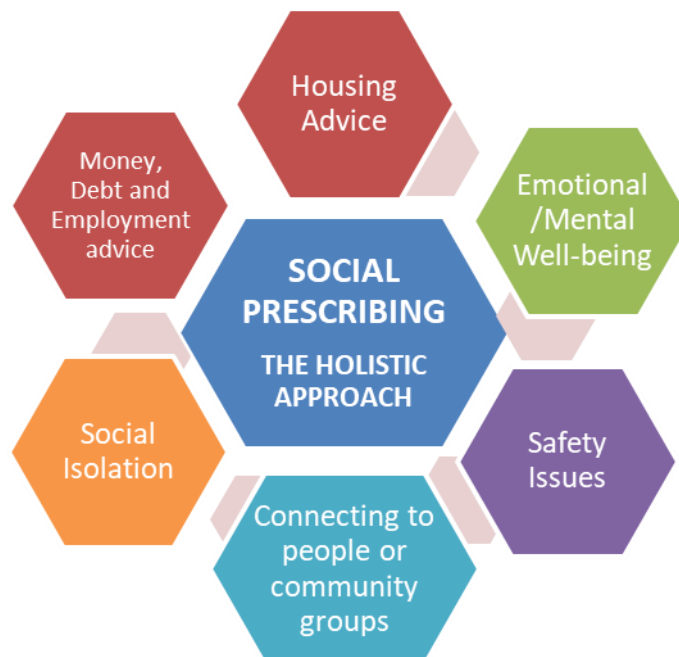 Housing
Advice
Money,
Debt and
Employment
advice
Emotional
/Mental
Well-being
SOCIAL
PRESCRIBING
THE HOLISTIC
APPROACH
Social
Isolation
Safety
Issues
Connecting to
people or
community
groups